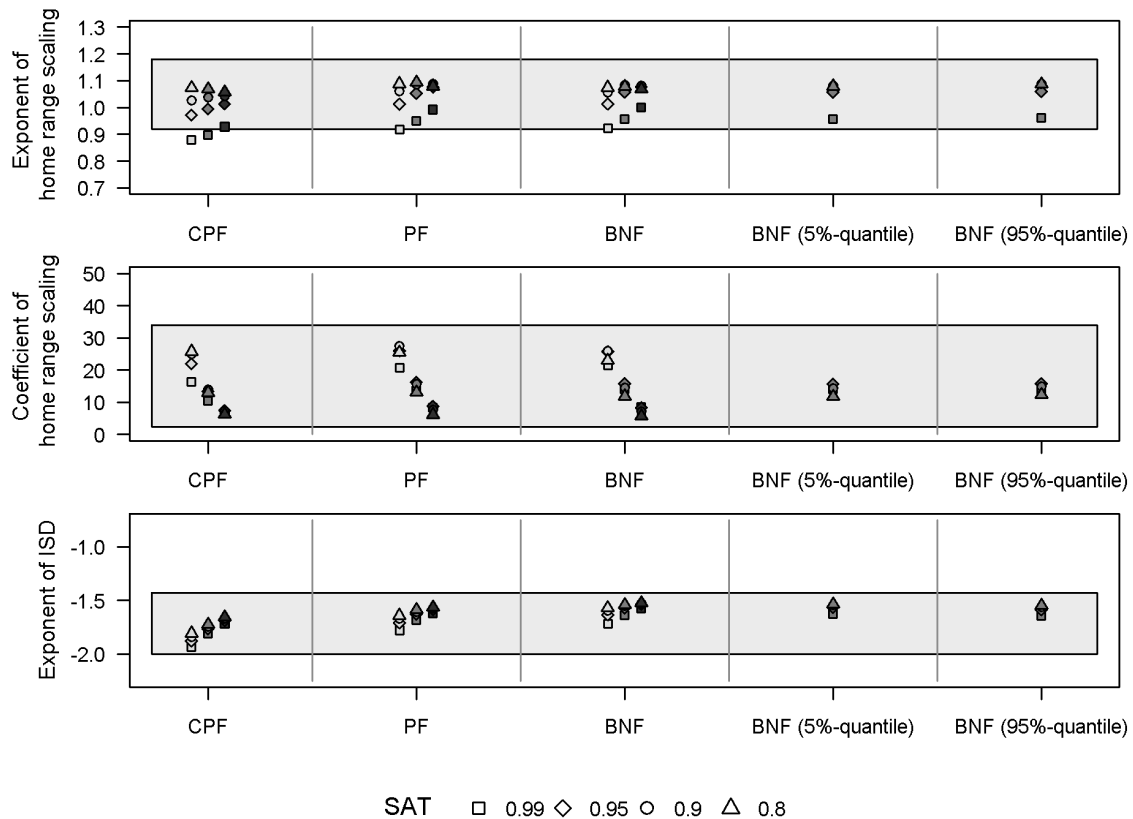 Exponent of
home range scaling
1.3
1.2
1.1
1.0
0.9
0.8
0.7
CPF PF BNF BNF (5%-quantile) BNF (95%-quantile)
Coefficient of
home range scaling
50
40
30
20
10
0
CPF PF BNF BNF (5%-quantile) BNF (95%-quantile)
Exponent of ISD
-1.0
-1.5
-2.0
CPF PF BNF BNF (5%-quantile) BNF (95%-quantile)
SAT 0.99 0.95 0.9 0.8